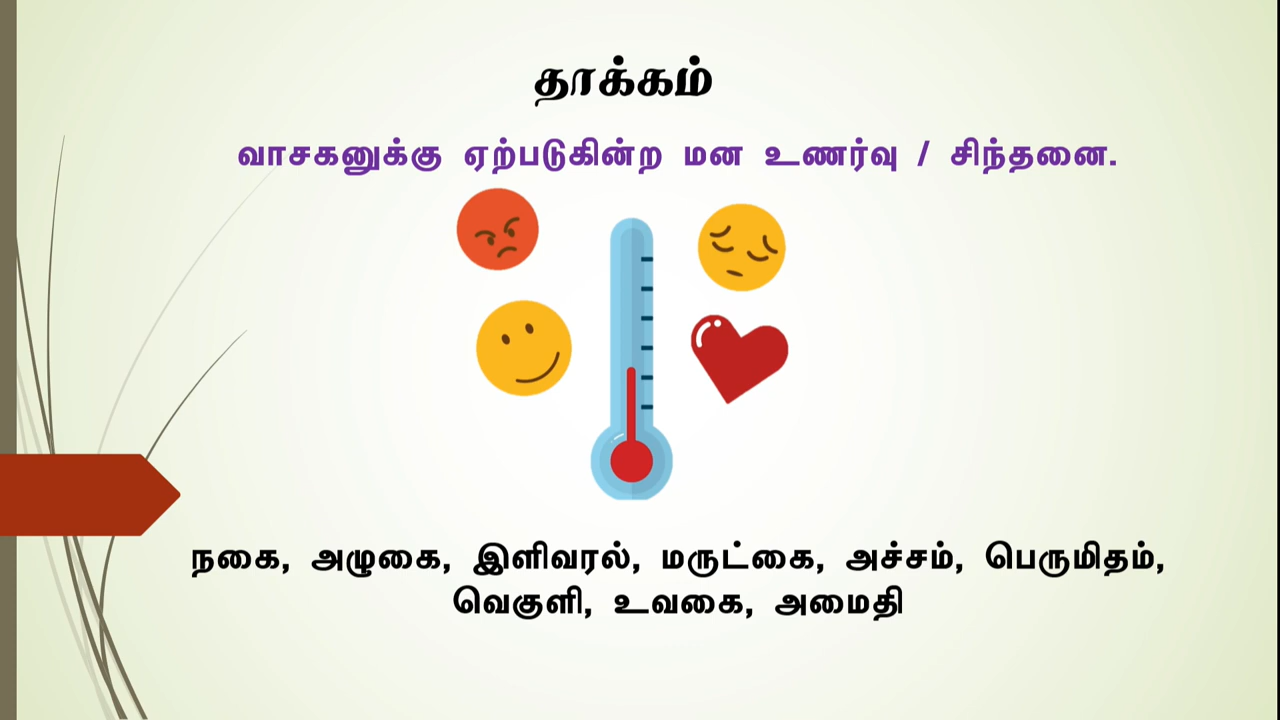 தாக்கம்
வாசகனுக்கு ஏற்படுகின்ற மன உணர்வு / சிந்தனை.
நகை, அழுகை, இளிவரல், மருட்கை, அச்சம், பெருமிதம்,
வெகுளி, உவகை, அமைதி